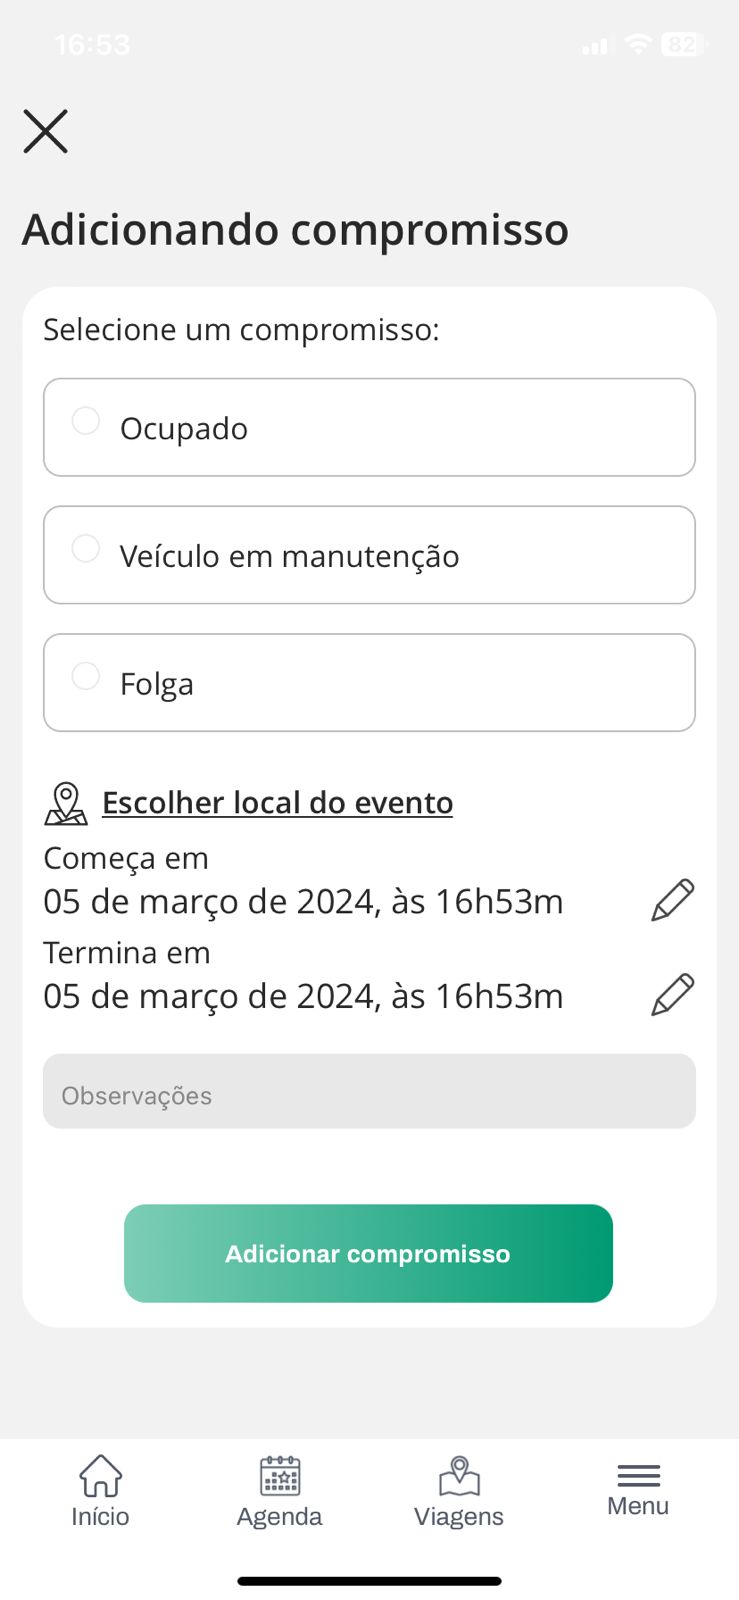 16:53
82
Adicionando compromisso
Selecione um compromisso:
Ocupado
Veículo em manutenção
Folga
Escolher local do evento
Começa em
05 de março de 2024, às 16h53m
Termina em
05 de março de 2024, às 16h53m
Observações
Adicionar compromisso
Início
Agenda
Viagens
Menu